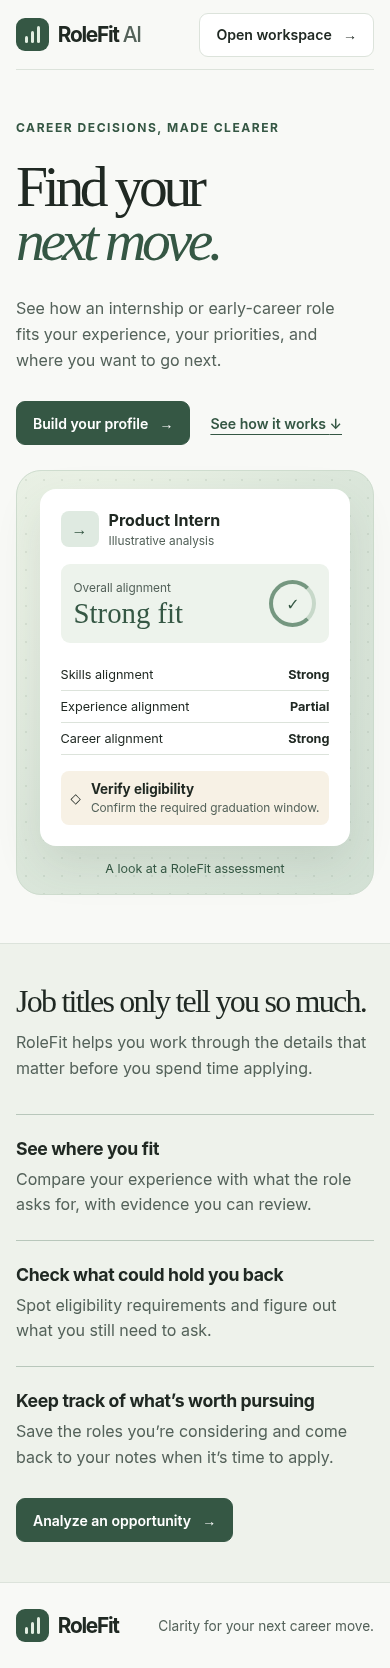 RoleFit AI
Open workspace →
CAREER DECISIONS, MADE CLEARER
Find your
next move.
See how an internship or early-career role
fits your experience, your priorities, and
where you want to go next.
Build your profile →
See how it works ↓
→
Product Intern
Illustrative analysis
Overall alignment
Strong fit
✓
Skills alignment Strong
Experience alignment Partial
Career alignment Strong
◇
Verify eligibility
Confirm the required graduation window.
A look at a RoleFit assessment
Job titles only tell you so much.
RoleFit helps you work through the details that
matter before you spend time applying.
See where you fit
Compare your experience with what the role
asks for, with evidence you can review.
Check what could hold you back
Spot eligibility requirements and figure out
what you still need to ask.
Keep track of what’s worth pursuing
Save the roles you’re considering and come
back to your notes when it’s time to apply.
Analyze an opportunity →
RoleFit
Clarity for your next career move.